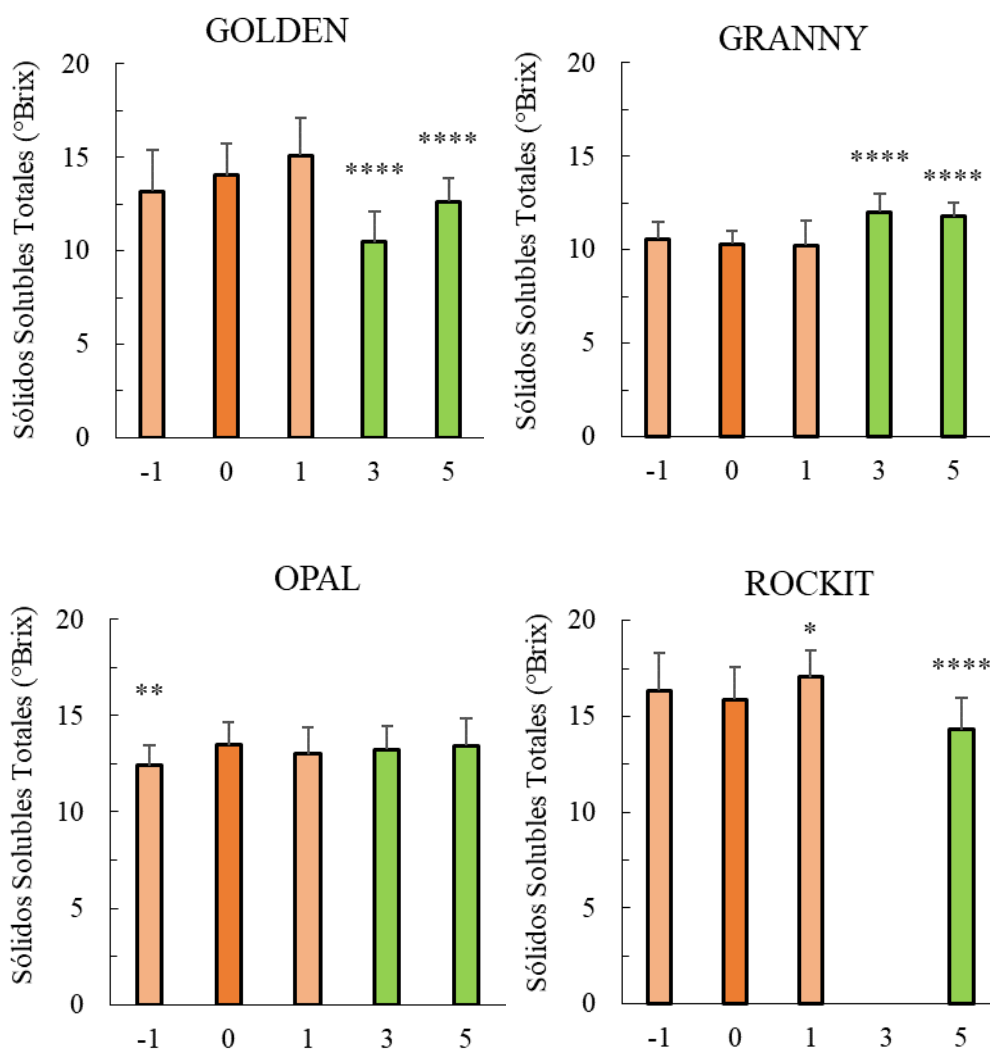 GOLDEN
Sólidos Solubles Totales (°Brix)
20
15
10
5
0
****
****
-1 0 1 3 5
GRANNY
Sólidos Solubles Totales (°Brix)
20
15
10
5
0
****
****
-1 0 1 3 5
OPAL
Sólidos Solubles Totales (°Brix)
20
15
10
5
0
**
-1 0 1 3 5
ROCKIT
Sólidos Solubles Totales (°Brix)
20
15
10
5
0
*
****
-1 0 1 3 5